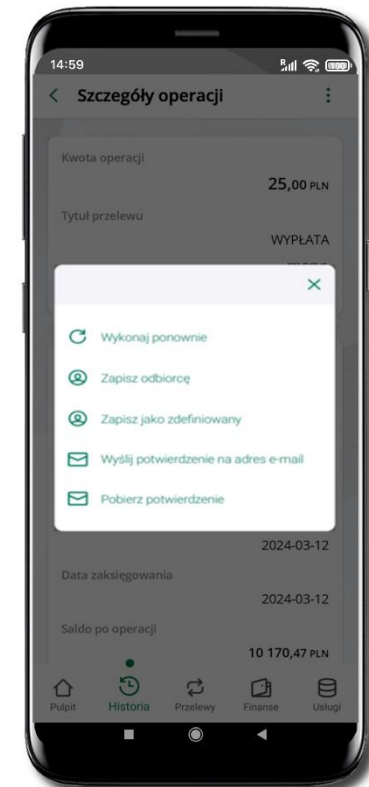 14:59
Szczegóły operacji
Kwota operacji
25,00 PLN
Tytuł przelewu
WYPŁATA
Wykonaj ponownie
Zapisz odbiorcę
Zapisz jako zdefiniowany
Wyślij potwierdzenie na adres e-mail
Pobierz potwierdzenie
2024-03-12
Data zaksięgowania
2024-03-12
Saldo po operacji
10 170,47 PLN
Pulpit Historia Przelewy Finanse Usługi